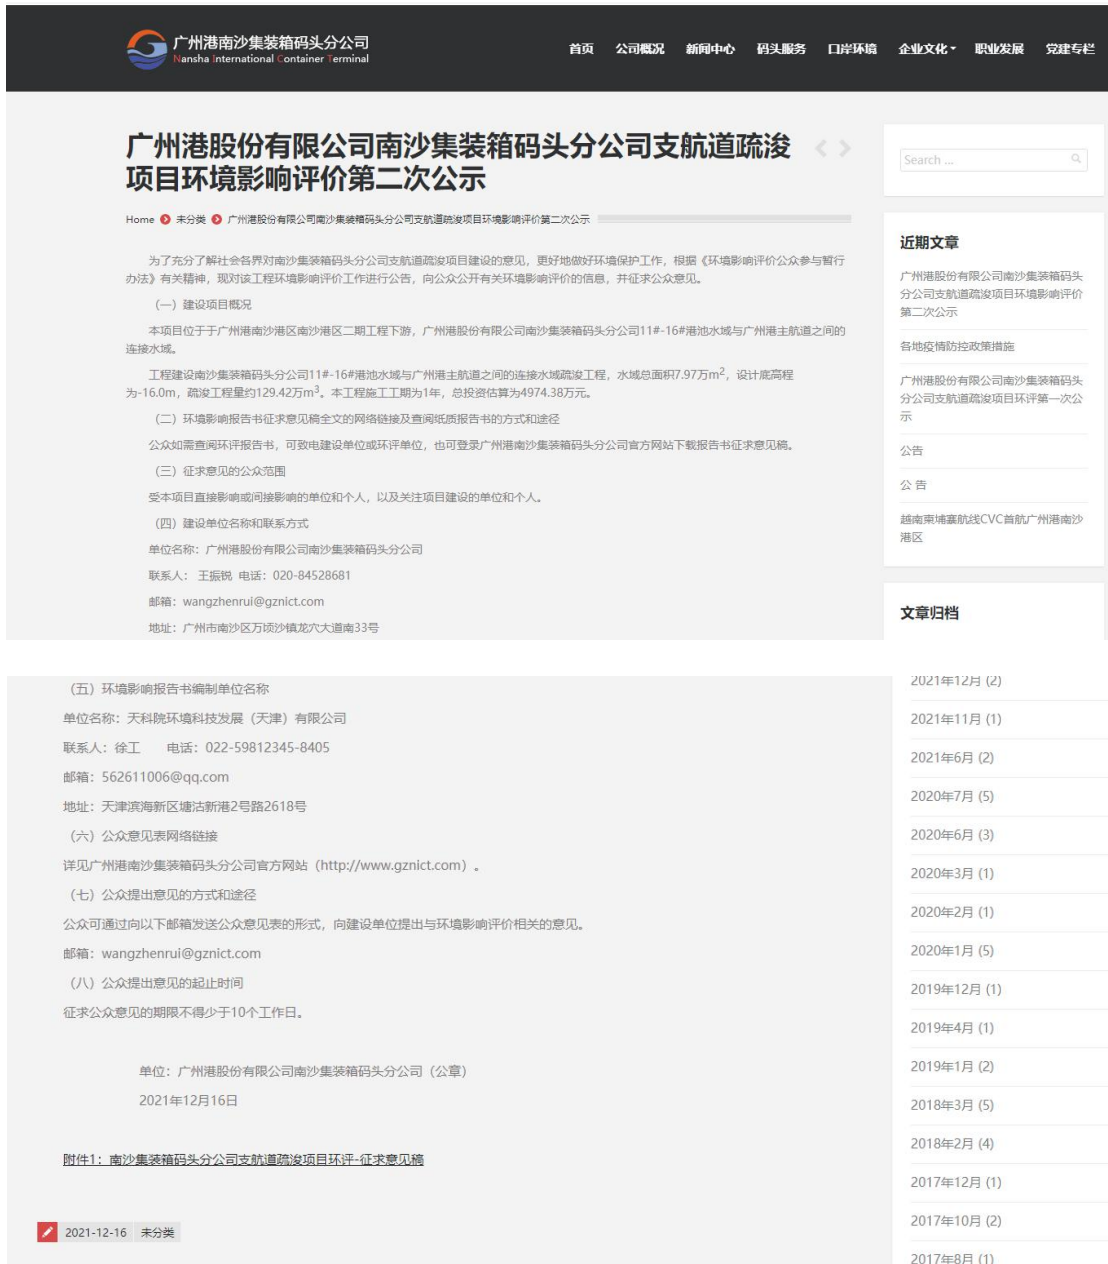 广州港南沙集装箱码头分公司
Nansha International Container Terminal
首页 公司概况 新闻中心 码头服务 口岸环境 企业文化 职业发展 党建专栏
广州港股份有限公司南沙集装箱码头分公司支航道疏浚
项目环境影响评价第二次公示
Home 未分类 广州港股份有限公司南沙集装箱码头分公司支航道疏浚项目环境影响评价第二次公示
为了充分了解社会各界对南沙集装箱码头分公司支航道疏浚项目建设的意见，更好地做好环境保护工作，根据《环境影响评价公众参与暂行
办法》有关精神，现对该工程环境影响评价工作进行公告，向公众公开有关环境影响评价的信息，并征求公众意见。
（一）建设项目概况
本项目位于于广州港南沙港区南沙港区二期工程下游，广州港股份有限公司南沙集装箱码头分公司11#-16#港池水域与广州港主航道之间的
连接水域。
工程建设南沙集装箱码头分公司11#-16#港池水域与广州港主航道之间的连接水域疏浚工程，水域总面积7.97万m²，设计底高程
为-16.0m，疏浚工程量约129.42万m³。本工程施工工期为1年，总投资估算为4974.38万元。
（二）环境影响报告书征求意见稿全文的网络链接及查阅纸质报告书的方式和途径
公众如需查阅环评报告书，可致电建设单位或环评单位，也可登录广州港南沙集装箱码头分公司官方网站下载报告书征求意见稿。
（三）征求意见的公众范围
受本项目直接影响或间接影响的单位和个人，以及关注项目建设的单位和个人。
（四）建设单位名称和联系方式
单位名称：广州港股份有限公司南沙集装箱码头分公司
联系人： 王振锐 电话：020-84528681
邮箱：wangzhenrui@gznict.com
地址：广州市南沙区万顷沙镇龙穴大道南33号
Search ...
近期文章
广州港股份有限公司南沙集装箱码头
分公司支航道疏浚项目环境影响评价
第二次公示
各地疫情防控政策措施
广州港股份有限公司南沙集装箱码头
分公司支航道疏浚项目环评第一次公
示
公告
公 告
越南柬埔寨航线CVC首航广州港南沙
港区
文章归档
（五）环境影响报告书编制单位名称
单位名称：天科院环境科技发展（天津）有限公司
联系人：徐工 电话：022-59812345-8405
邮箱：562611006@qq.com
地址：天津滨海新区塘沽新港2号路2618号
（六）公众意见表网络链接
详见广州港南沙集装箱码头分公司官方网站（http://www.gznict.com）。
（七）公众提出意见的方式和途径
公众可通过向以下邮箱发送公众意见表的形式，向建设单位提出与环境影响评价相关的意见。
邮箱：wangzhenrui@gznict.com
（八）公众提出意见的起止时间
征求公众意见的期限不得少于10个工作日。
单位：广州港股份有限公司南沙集装箱码头分公司（公章）
2021年12月16日
附件1：南沙集装箱码头分公司支航道疏浚项目环评-征求意见稿
2021-12-16 未分类
2021年12月 (2)
2021年11月 (1)
2021年6月 (2)
2020年7月 (5)
2020年6月 (3)
2020年3月 (1)
2020年2月 (1)
2020年1月 (5)
2019年12月 (1)
2019年4月 (1)
2019年1月 (2)
2018年3月 (5)
2018年2月 (4)
2017年12月 (1)
2017年10月 (2)
2017年8月 (1)